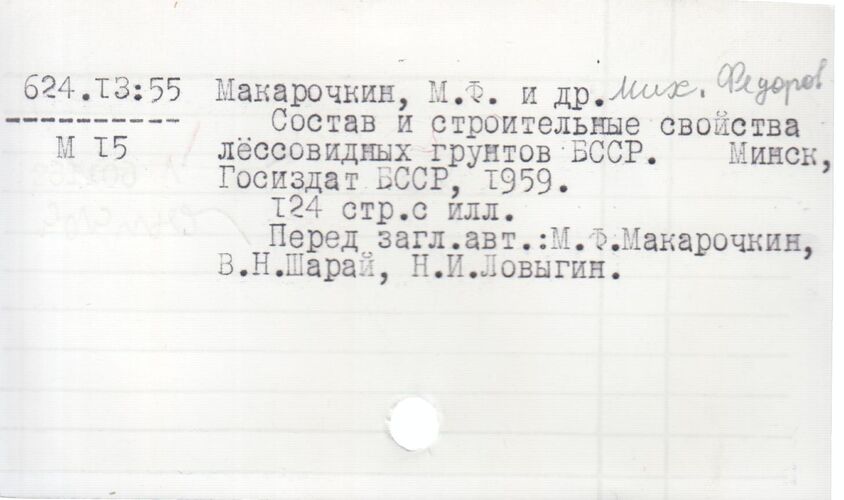 624.13:55 Макарочкин, М.Ф. и др. Мих. Федоров
----------- Состав и строительные свойства
М 15 лёссовидных грунтов БССР. Минск,
Госиздат БССР, 1959.
124 стр.с илл.
Перед загл.авт.:М.Ф.Макарочкин,
В.Н.Шарай, Н.И.Ловыгин.